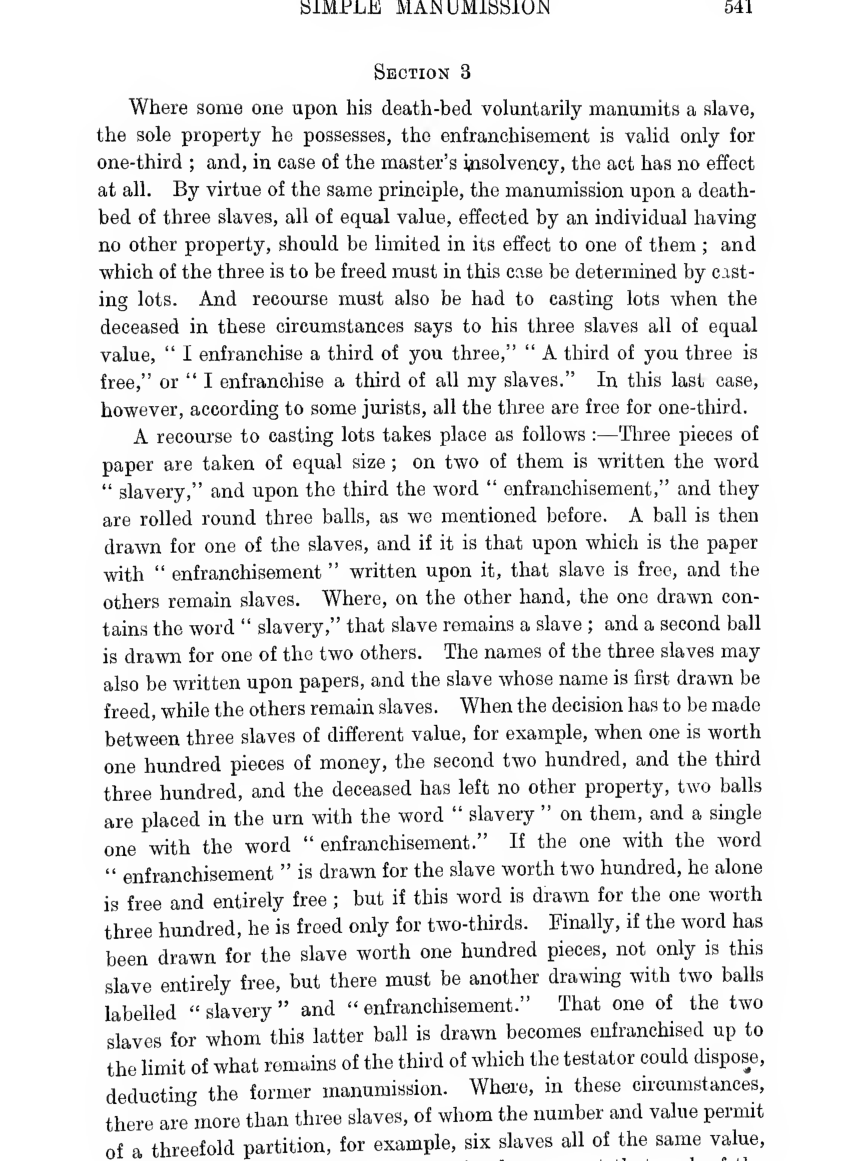 SIMPLE MANUMISSION 541
SECTION 3
Where some one upon his death-bed voluntarily manumits a slave,
the sole property he possesses, the enfranchisement is valid only for
one-third ; and, in case of the master's insolvency, the act has no effect
at all. By virtue of the same principle, the manumission upon a death-
bed of three slaves, all of equal value, effected by an individual having
no other property, should be limited in its effect to one of them ; and
which of the three is to be freed must in this case be determined by cast-
ing lots. And recourse must also be had to casting lots when the
deceased in these circumstances says to his three slaves all of equal
value, “ I enfranchise a third of you three,” “ A third of you three is
free,” or “ I enfranchise a third of all my slaves.” In this last case,
however, according to some jurists, all the three are free for one-third.
A recourse to casting lots takes place as follows :—Three pieces of
paper are taken of equal size ; on two of them is written the word
“ slavery,” and upon the third the word “ enfranchisement,” and they
are rolled round three balls, as we mentioned before. A ball is then
drawn for one of the slaves, and if it is that upon which is the paper
with “ enfranchisement ” written upon it, that slave is free, and the
others remain slaves. Where, on the other hand, the one drawn con-
tains the word “ slavery,” that slave remains a slave ; and a second ball
is drawn for one of the two others. The names of the three slaves may
also be written upon papers, and the slave whose name is first drawn be
freed, while the others remain slaves. When the decision has to be made
between three slaves of different value, for example, when one is worth
one hundred pieces of money, the second two hundred, and the third
three hundred, and the deceased has left no other property, two balls
are placed in the urn with the word “ slavery ” on them, and a single
one with the word “ enfranchisement.” If the one with the word
“ enfranchisement ” is drawn for the slave worth two hundred, he alone
is free and entirely free ; but if this word is drawn for the one worth
three hundred, he is freed only for two-thirds. Finally, if the word has
been drawn for the slave worth one hundred pieces, not only is this
slave entirely free, but there must be another drawing with two balls
labelled “ slavery ” and “ enfranchisement.” That one of the two
slaves for whom this latter ball is drawn becomes enfranchised up to
the limit of what remains of the third of which the testator could dispose,
deducting the former manumission. Where, in these circumstances,
there are more than three slaves, of whom the number and value permit
of a threefold partition, for example, six slaves all of the same value,